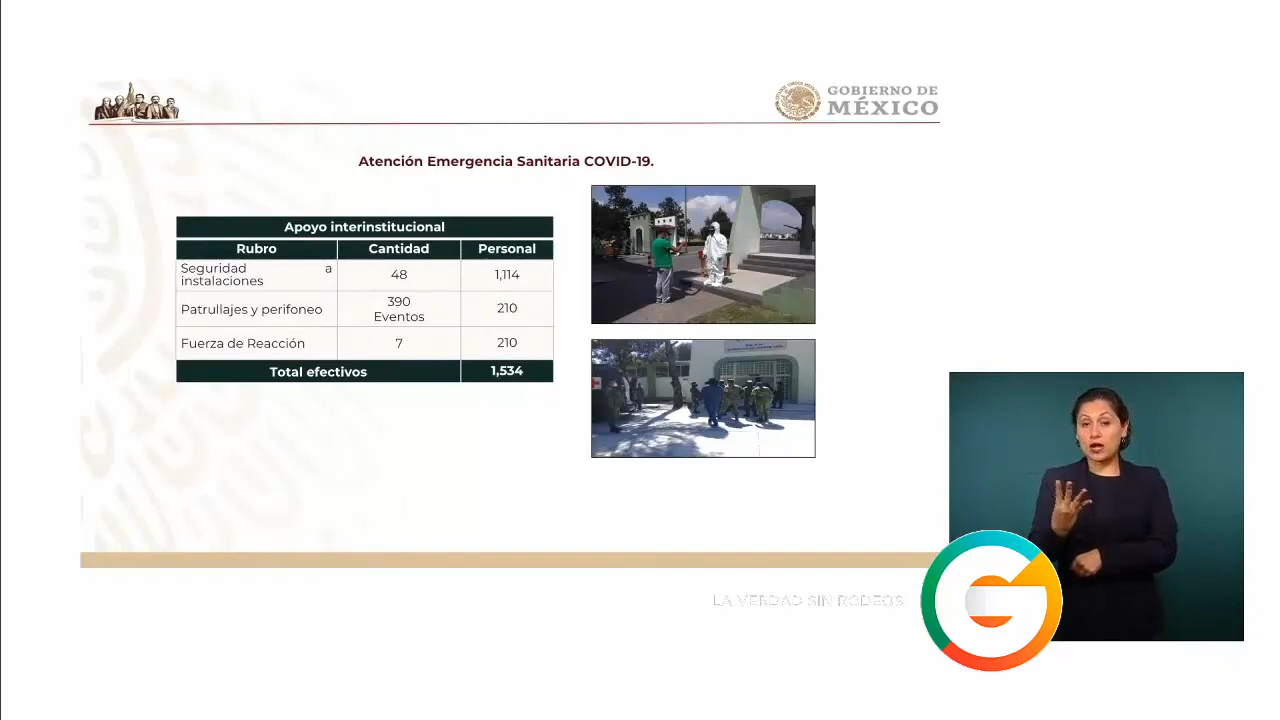 GOBIERNO DE
MÉXICO
Atención Emergencia Sanitaria COVID-19.
Apoyo interinstitucional
Rubro Cantidad Personal
Seguridad a
instalaciones 48 1,114
Patrullajes y perifoneo 390
Eventos 210
Fuerza de Reacción 7 210
Total efectivos 1,534
LA VERDAD SIN RODEOS
G